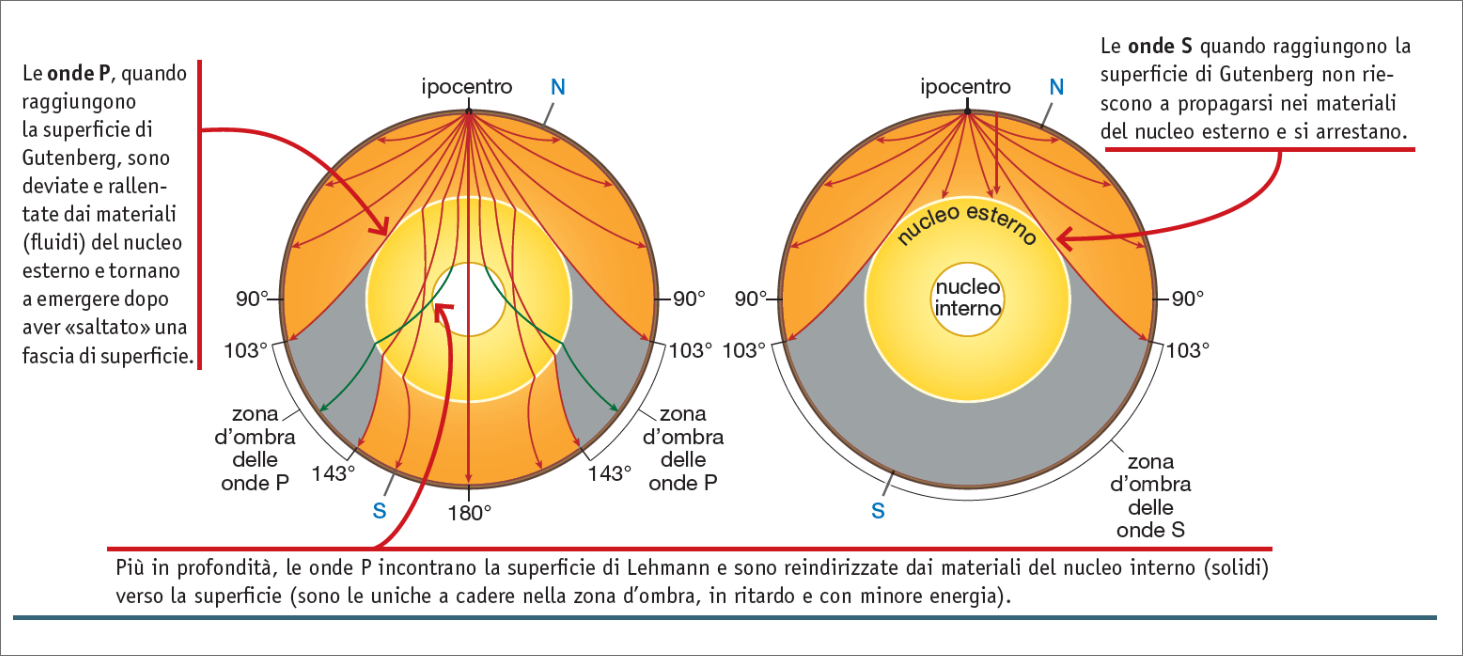 Le onde P, quando
raggiungono
la superficie di
Gutenberg, sono
deviate e rallen-
tate dai materiali
(fluidi) del nucleo
esterno e tornano
a emergere dopo
aver «saltato» una
fascia di superficie.
ipocentro
N
90°
90°
103°
103°
zona
d'ombra
delle
onde P
143°
zona
d'ombra
delle
onde P
143°
S
180°
Le onde S quando raggiungono la
superficie di Gutenberg non rie-
scono a propagarsi nei materiali
del nucleo esterno e si arrestano.
ipocentro
N
nucleo esterno
nucleo
interno
90°
90°
103°
103°
zona
d'ombra
delle
onde S
S
Più in profondità, le onde P incontrano la superficie di Lehmann e sono reindirizzate dai materiali del nucleo interno (solidi)
verso la superficie (sono le uniche a cadere nella zona d'ombra, in ritardo e con minore energia).